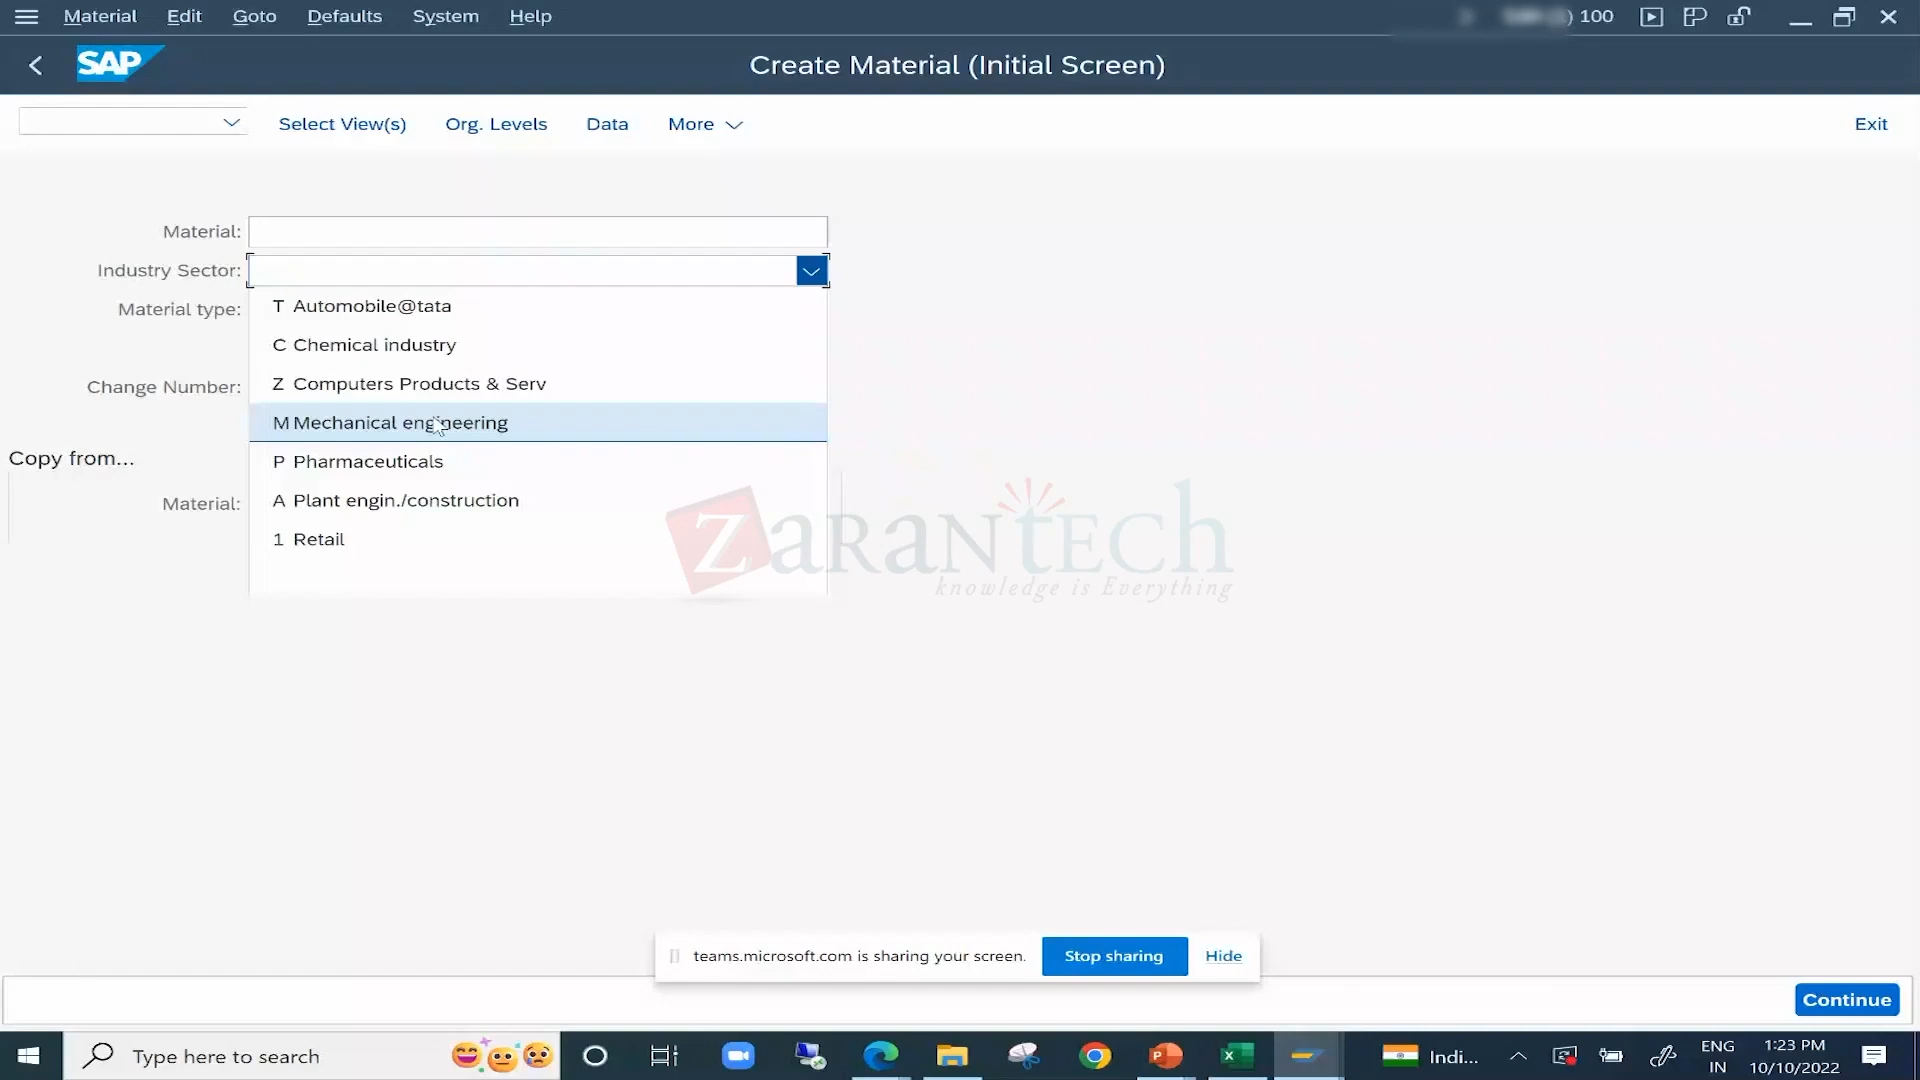 Material Edit Goto Defaults System Help
) 100
SAP
Create Material (Initial Screen)
Select View(s) Org. Levels Data More Exit
Material:
Industry Sector:
T Automobile@tata
Material type:
C Chemical industry
Z Computers Products & Serv
Change Number:
M Mechanical engineering
Copy from...
P Pharmaceuticals
Material:
A Plant engin./construction
1 Retail
ZaranTech
knowledge is Everything
teams.microsoft.com is sharing your screen. Stop sharing Hide
Continue
Type here to search
Indi...
ENG
IN
1:23 PM
10/10/2022